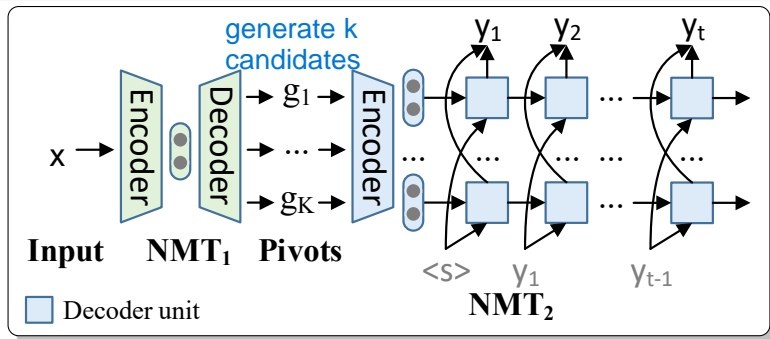 generate k
candidates
y1 y2 yt
x
Encoder
Decoder
g1
...
gK
Encoder
...
...
...
...
...
...
<s> y1 yt-1
Input NMT1 Pivots
NMT2
Decoder unit